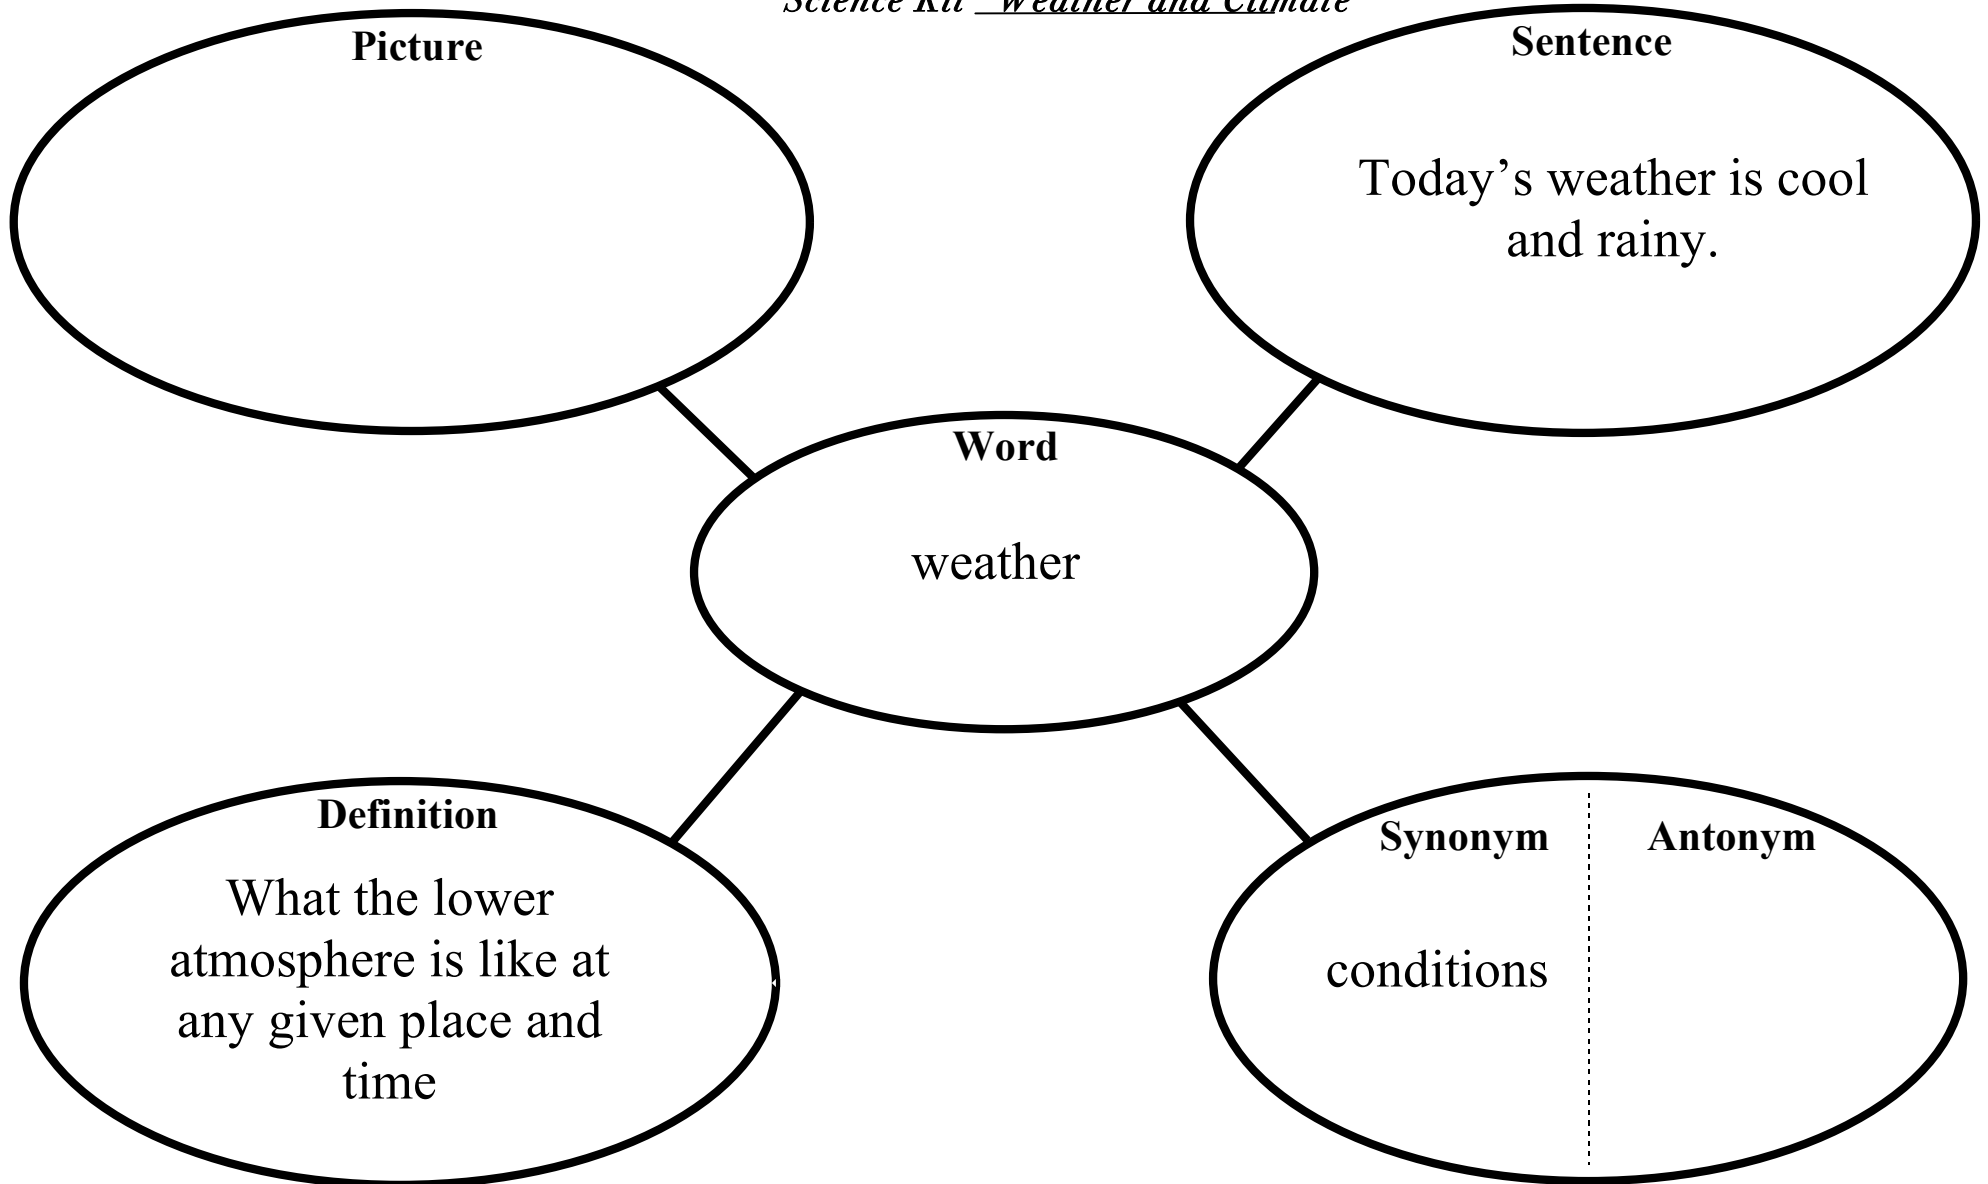 Science Kit  Weather and Climate
Picture
Sentence
Today’s weather is cool
and rainy.
Word
weather
Definition
What the lower
atmosphere is like at
any given place and
time
Synonym
Antonym
conditions